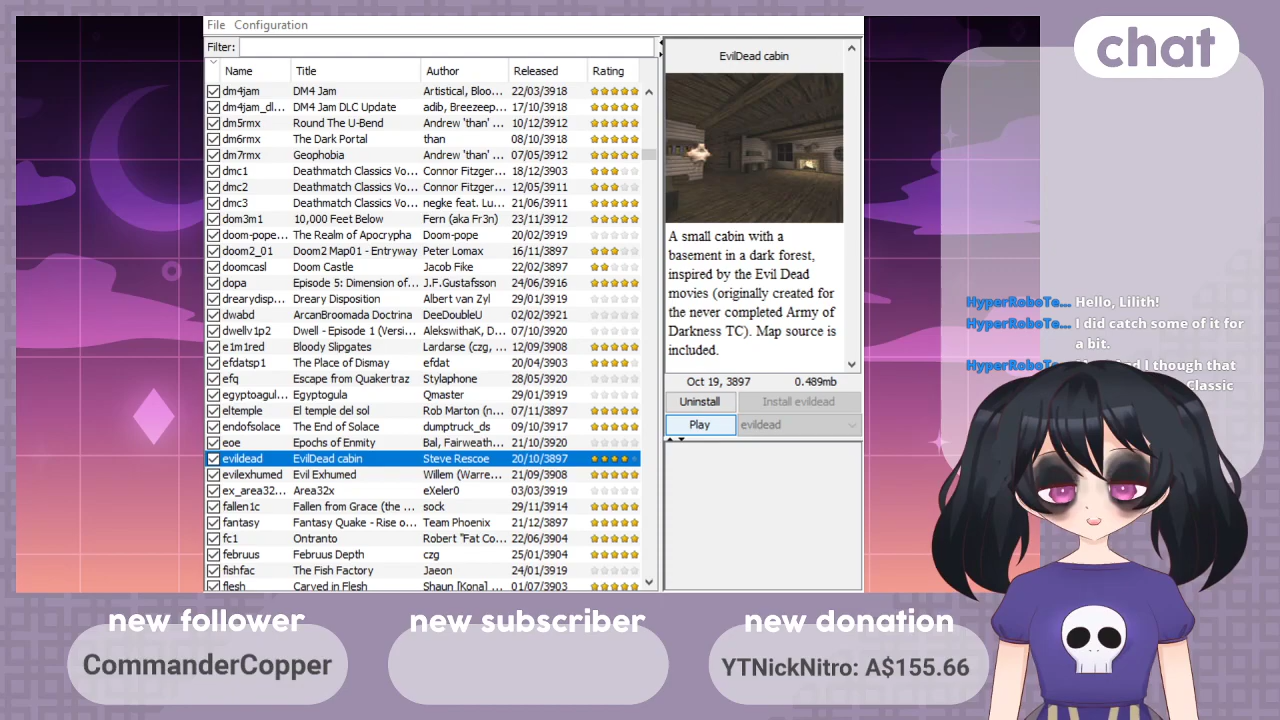 File Configuration
chat
Filter:
EvilDead cabin
Name Title Author Released Rating
dm4jam DM4 Jam Artistical, Bloo... 22/03/3918
dm4jam_dl... DM4 Jam DLC Update adib, Breezeep... 17/10/3918
dm5rmx Round The U-Bend Andrew 'than' ... 10/12/3912
dm6rmx The Dark Portal than 08/10/3918
dm7rmx Geophobia Andrew 'than' ... 07/05/3912
dmc1 Deathmatch Classics Vo... Connor Fitzger... 18/12/3903
dmc2 Deathmatch Classics Vo... Connor Fitzger... 12/05/3911
dmc3 Deathmatch Classics Vo... negke feat. Lu... 21/06/3911
dom3m1 10,000 Feet Below Fern (aka Fr3n) 23/11/3912
doom-pope... The Realm of Apocrypha Doom-pope 20/02/3919
doom2_01 Doom2 Map01 - Entryway Peter Lomax 16/11/3897
doomcasl Doom Castle Jacob Fike 22/02/3897
dopa Episode 5: Dimension of... J.F.Gustafsson 24/06/3916
drearydisp... Dreary Disposition Albert van Zyl 29/01/3919
dwabd ArcanBroomada Doctrina DeeDoubleU 02/02/3921
dwellv1p2 Dwell - Episode 1 (Versi... AlekswithaK, D... 07/10/3920
e1m1red Bloody Slipgates Lardarse (czg, ... 12/09/3908
efdatsp1 The Place of Dismay efdat 20/04/3903
efq Escape from Quakertraz Stylaphone 28/05/3920
egyptoagul... Egyptogula Qmaster 29/01/3919
eltemple El temple del sol Rob Marton (n... 07/11/3897
endofsolace The End of Solace dumptruck_ds 09/10/3917
eoe Epochs of Enmity Bal, Fairweath... 21/10/3920
evildead EvilDead cabin Steve Rescoe 20/10/3897
evilexhumed Evil Exhumed Willem (Warre... 21/09/3908
ex_area32... Area32x eXeler0 03/03/3919
fallen1c Fallen from Grace (the ... sock 29/11/3914
fantasy Fantasy Quake - Rise o... Team Phoenix 21/12/3897
fc1 Ontranto Robert "Fat Co... 22/06/3904
februus Februus Depth czg 25/01/3904
fishfac The Fish Factory Jaeon 24/01/3919
flesh Carved in Flesh Shaun [Kona] ... 01/07/3903
A small cabin with a
basement in a dark forest,
inspired by the Evil Dead
movies (originally created for
the never completed Army of
Darkness TC). Map source is
included.
Oct 19, 3897 0.489mb
Uninstall Install evildead
Play evildead
HyperRoboTe... Hello, Lilith!
HyperRoboTe... I did catch some of it for
a bit.
I though that
Classic
new follower
CommanderCopper
new subscriber
new donation
YTNickNitro: A$155.66